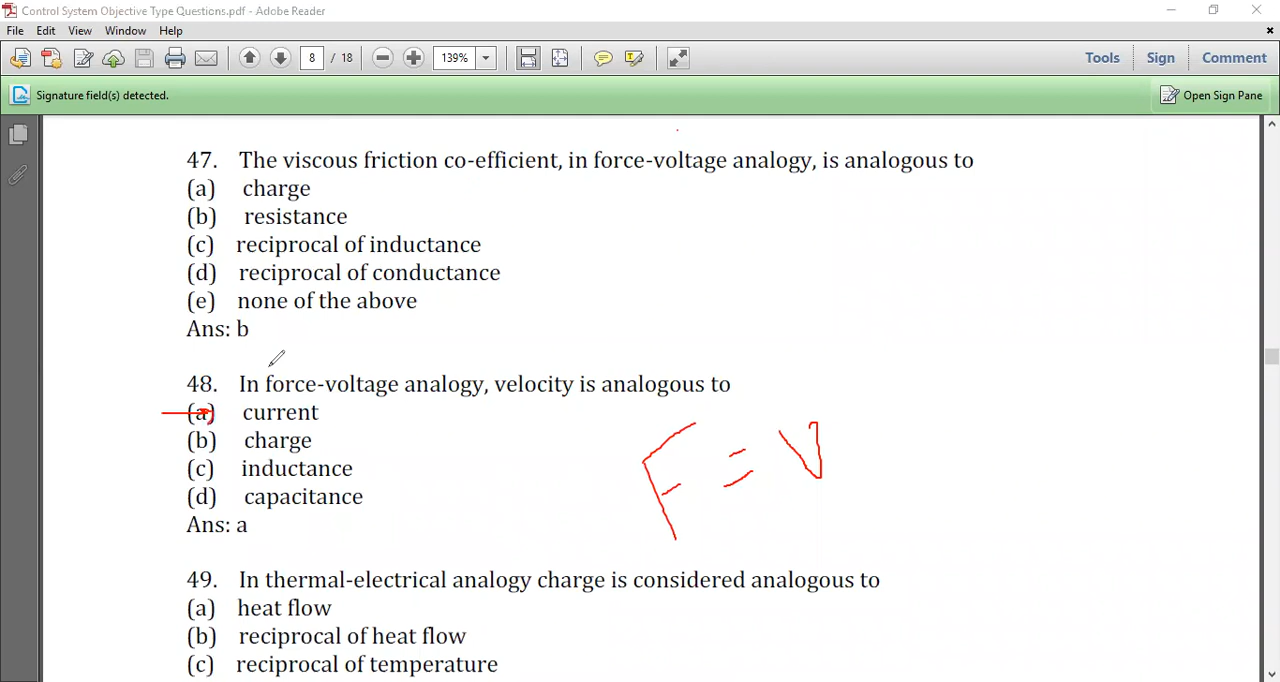 Control System Objective Type Questions.pdf - Adobe Reader
File Edit View Window Help
8 / 18 139% Tools Sign Comment
Signature field(s) detected. Open Sign Pane
47. The viscous friction co-efficient, in force-voltage analogy, is analogous to
(a) charge
(b) resistance
(c) reciprocal of inductance
(d) reciprocal of conductance
(e) none of the above
Ans: b
48. In force-voltage analogy, velocity is analogous to
(a) current
(b) charge
(c) inductance
(d) capacitance
Ans: a
F = V
49. In thermal-electrical analogy charge is considered analogous to
(a) heat flow
(b) reciprocal of heat flow
(c) reciprocal of temperature